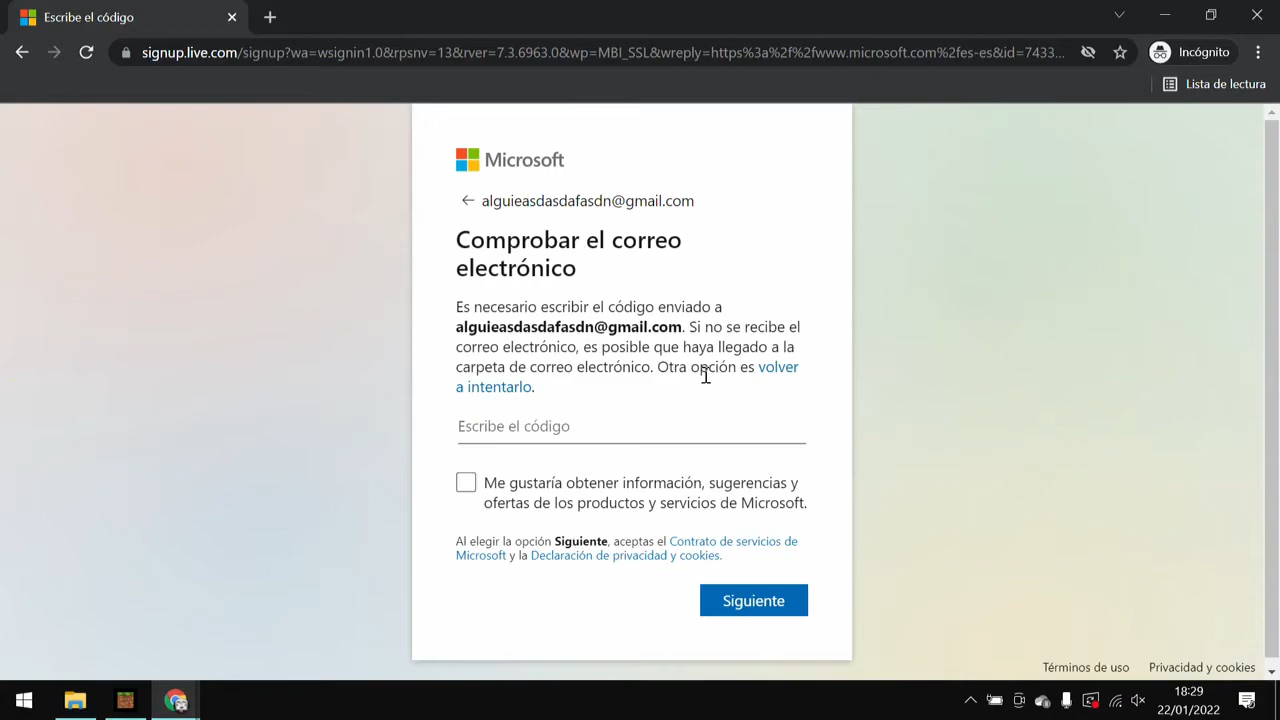 Escribe el código
signup.live.com/signup?wa=wsignin1.0&rpsnv=13&rver=7.3.6963.0&wp=MBI_SSL&wreply=https%3a%2f%2fwww.microsoft.com%2fes-es&id=7433...
Incógnito
Lista de lectura
Microsoft
alguieasdasdafasdn@gmail.com
Comprobar el correo
electrónico
Es necesario escribir el código enviado a
alguieasdasdafasdn@gmail.com. Si no se recibe el
correo electrónico, es posible que haya llegado a la
carpeta de correo electrónico. Otra opción es volver
a intentarlo.
Escribe el código
Me gustaría obtener información, sugerencias y
ofertas de los productos y servicios de Microsoft.
Al elegir la opción Siguiente, aceptas el Contrato de servicios de
Microsoft y la Declaración de privacidad y cookies.
Siguiente
Términos de uso Privacidad y cookies
18:29
22/01/2022